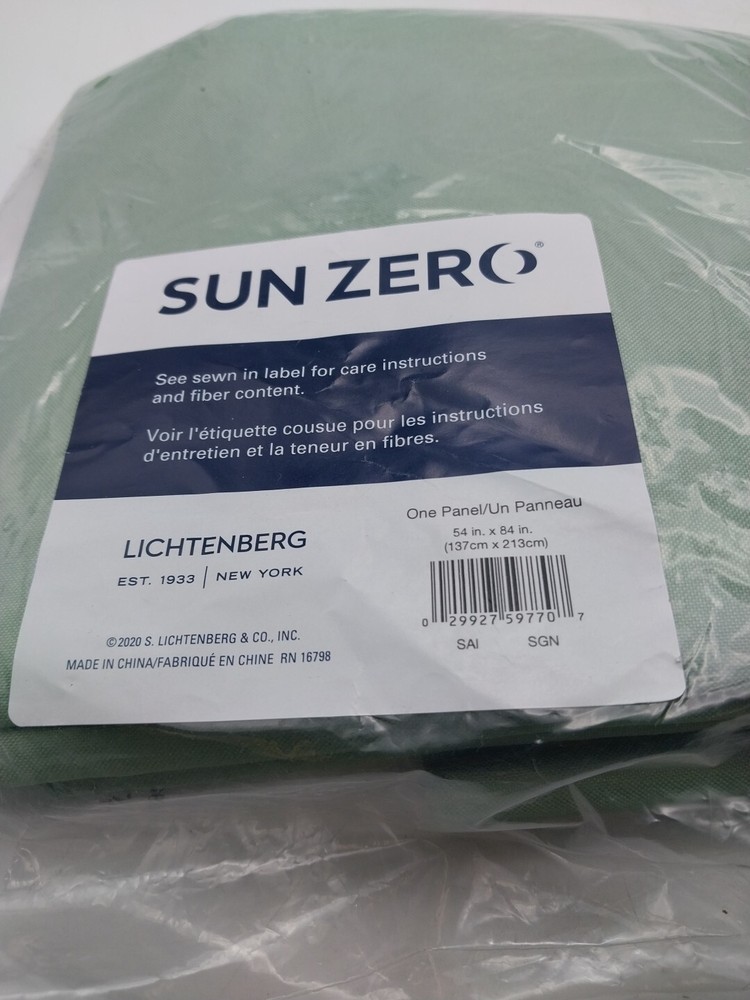 SUN ZERO®
See sewn in label for care instructions
and fiber content.
Voir l'étiquette cousue pour les instructions
d'entretien et la teneur en fibres.
LICHTENBERG
EST. 1933 | NEW YORK
©2020 S. LICHTENBERG & CO., INC.
MADE IN CHINA/FABRIQUÉ EN CHINE RN 16798
One Panel/Un Panneau
54 in. x 84 in.
(137cm x 213cm)
0 29927 59770 7
SAI SGN